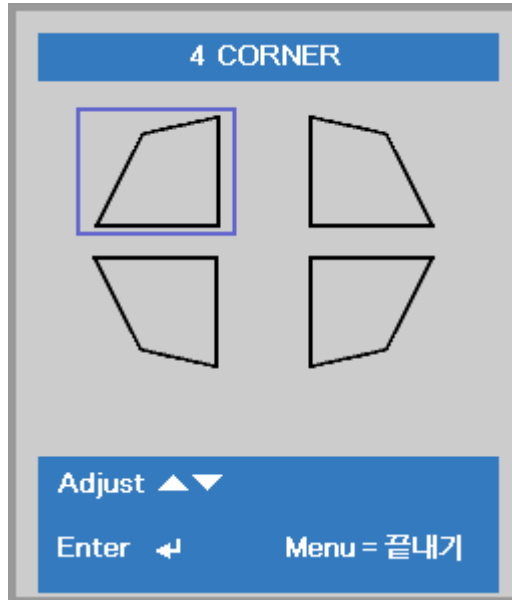 4 CORNER
Adjust ▲▼
Enter ↵ Menu = 끝내기